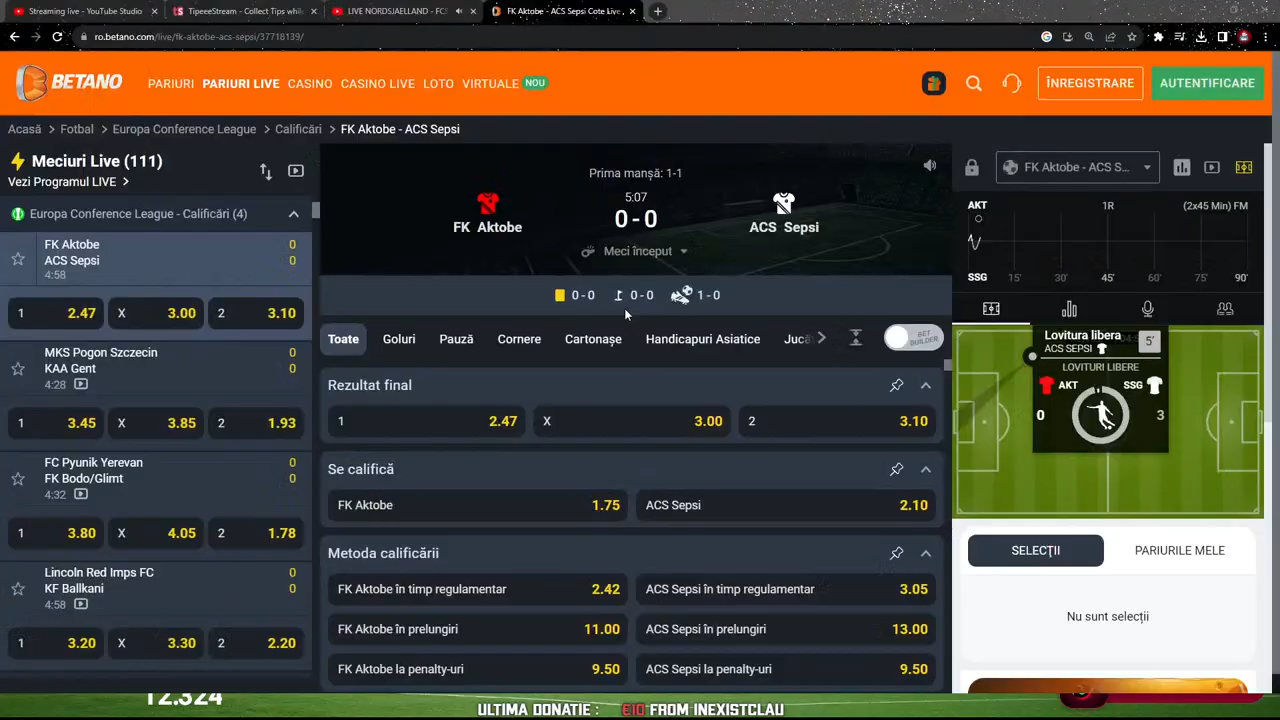 Streaming live - YouTube Studio
TipeeeStream - Collect Tips whil
LIVE NORDSJAELLAND - FCS
FK Aktobe - ACS Sepsi Cote Live,
ro.betano.com/live/fk-aktobe-acs-sepsi/37718139/
BETANO
PARIURI
PARIURI LIVE
CASINO
CASINO LIVE
LOTO
VIRTUALE
NOU
ÎNREGISTRARE
AUTENTIFICARE
Acasă > Fotbal > Europa Conference League > Calificări > FK Aktobe - ACS Sepsi
Meciuri Live (111)
Vezi Programul LIVE >
Europa Conference League - Calificări (4)
FK Aktobe 0
ACS Sepsi 0
4:58
1 2.47 X 3.00 2 3.10
MKS Pogon Szczecin 0
KAA Gent 0
4:28
1 3.45 X 3.85 2 1.93
FC Pyunik Yerevan 0
FK Bodo/Glimt 0
4:32
1 3.80 X 4.05 2 1.78
Lincoln Red Imps FC 0
KF Ballkani 0
4:58
1 3.20 X 3.30 2 2.20
Prima manșă: 1-1
5:07
0 - 0
FK Aktobe
ACS Sepsi
Meci început
0 - 0
0 - 0
1 - 0
Toate
Goluri
Pauză
Cornere
Cartonașe
Handicapuri Asiatice
Jucă
BET
BUILDER
Rezultat final
1 2.47 X 3.00 2 3.10
Se califică
FK Aktobe 1.75 ACS Sepsi 2.10
Metoda calificării
FK Aktobe în timp regulamentar 2.42 ACS Sepsi în timp regulamentar 3.05
FK Aktobe în prelungiri 11.00 ACS Sepsi în prelungiri 13.00
FK Aktobe la penalty-uri 9.50 ACS Sepsi la penalty-uri 9.50
FK Aktobe - ACS S...
AKT 1R (2x45 Min) FM
SSG 15' 30' 45' 60' 75' 90'
Lovitura libera
ACS SEPSI
5'
LOVITURI LIBERE
AKT SSG
0 3
SELECȚII
PARIURILE MELE
Nu sunt selecții
12.324
ULTIMA DONATIE : €10 FROM INEXISTCLAU